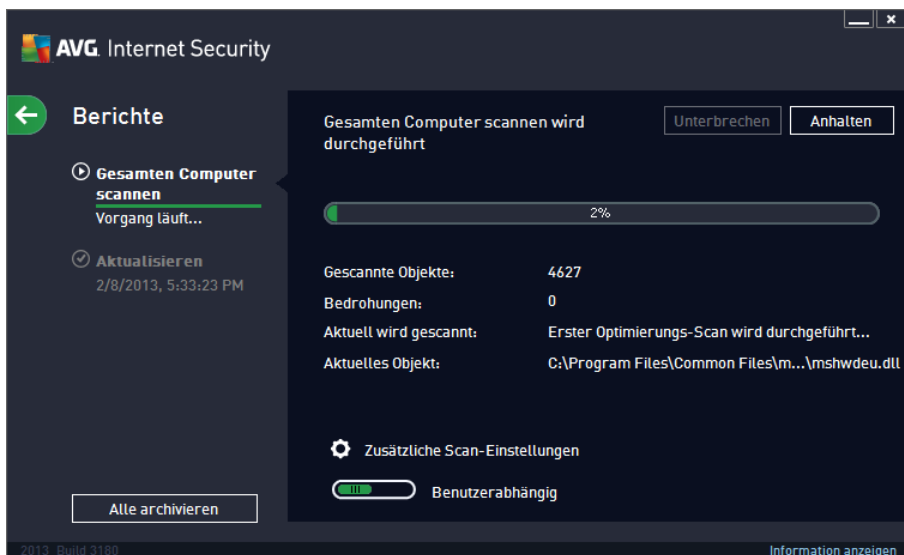 AVG. Internet Security
Berichte
Gesamten Computer
scannen
Vorgang läuft...
Aktualisieren
2/8/2013, 5:33:23 PM
Alle archivieren
Gesamten Computer scannen wird
durchgeführt
Unterbrechen
Anhalten
2%
Gescannte Objekte: 4627
Bedrohungen: 0
Aktuell wird gescannt: Erster Optimierungs-Scan wird durchgeführt...
Aktuelles Objekt: C:\Program Files\Common Files\m...\mshwdeu.dll
Zusätzliche Scan-Einstellungen
Benutzerabhängig
2013 Build 3180
Information anzeigen